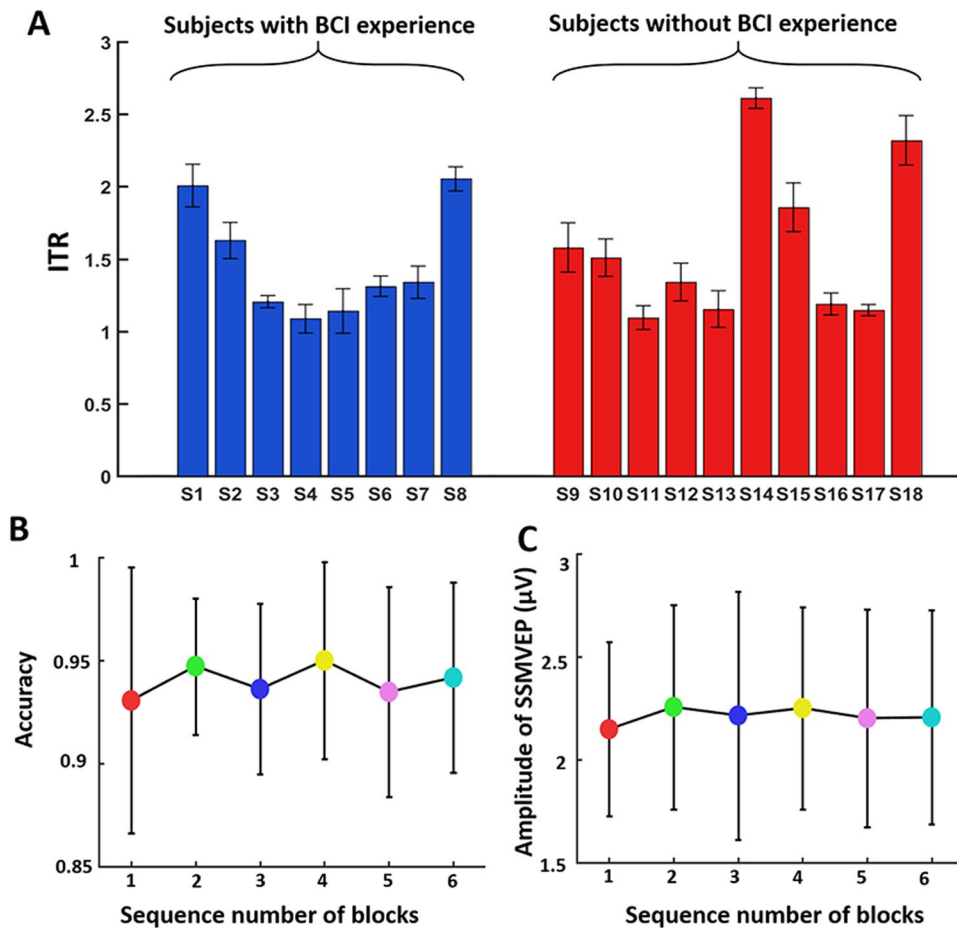 A
Subjects with BCI experience
Subjects without BCI experience
3
2.5
2
1.5
1
0.5
0
ITR
S1 S2 S3 S4 S5 S6 S7 S8 S9 S10 S11 S12 S13 S14 S15 S16 S17 S18
B
1
0.95
0.9
0.85
Accuracy
1 2 3 4 5 6
Sequence number of blocks
C
3
2.5
2
1.5
Amplitude of SSMVEP (μV)
1 2 3 4 5 6
Sequence number of blocks